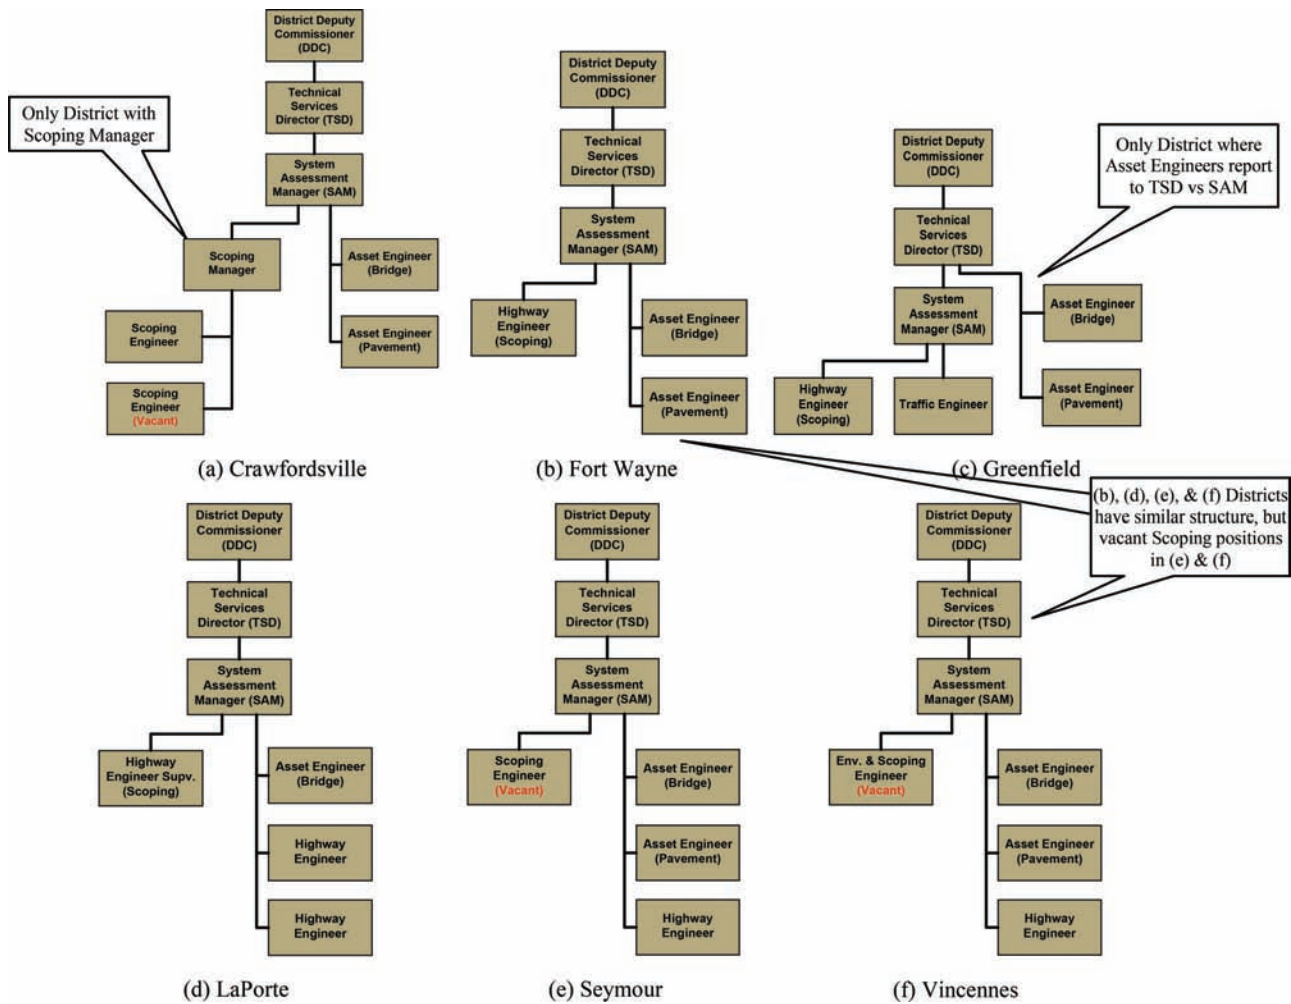 District Deputy
Commissioner
(DDC)
Technical
Services
Director (TSD)
System
Assessment
Manager (SAM)
Only District with
Scoping Manager
Scoping
Manager
Asset Engineer
(Bridge)
Scoping
Engineer
Asset Engineer
(Pavement)
Scoping
Engineer
(Vacant)
(a) Crawfordsville
District Deputy
Commissioner
(DDC)
Technical
Services
Director (TSD)
System
Assessment
Manager (SAM)
Highway
Engineer
(Scoping)
Asset Engineer
(Bridge)
Asset Engineer
(Pavement)
(b) Fort Wayne
District Deputy
Commissioner
(DDC)
Only District where
Asset Engineers report
to TSD vs SAM
Technical
Services
Director (TSD)
System
Assessment
Manager (SAM)
Asset Engineer
(Bridge)
Highway
Engineer
(Scoping)
Traffic Engineer
Asset Engineer
(Pavement)
(c) Greenfield
(b), (d), (e), & (f) Districts
have similar structure, but
vacant Scoping positions
in (e) & (f)
District Deputy
Commissioner
(DDC)
Technical
Services
Director (TSD)
System
Assessment
Manager (SAM)
Highway
Engineer Supv.
(Scoping)
Asset Engineer
(Bridge)
Highway
Engineer
Highway
Engineer
(d) LaPorte
District Deputy
Commissioner
(DDC)
Technical
Services
Director (TSD)
System
Assessment
Manager (SAM)
Scoping
Engineer
(Vacant)
Asset Engineer
(Bridge)
Asset Engineer
(Pavement)
Highway
Engineer
(e) Seymour
District Deputy
Commissioner
(DDC)
Technical
Services
Director (TSD)
System
Assessment
Manager (SAM)
Env. & Scoping
Engineer
(Vacant)
Asset Engineer
(Bridge)
Asset Engineer
(Pavement)
Highway
Engineer
(f) Vincennes